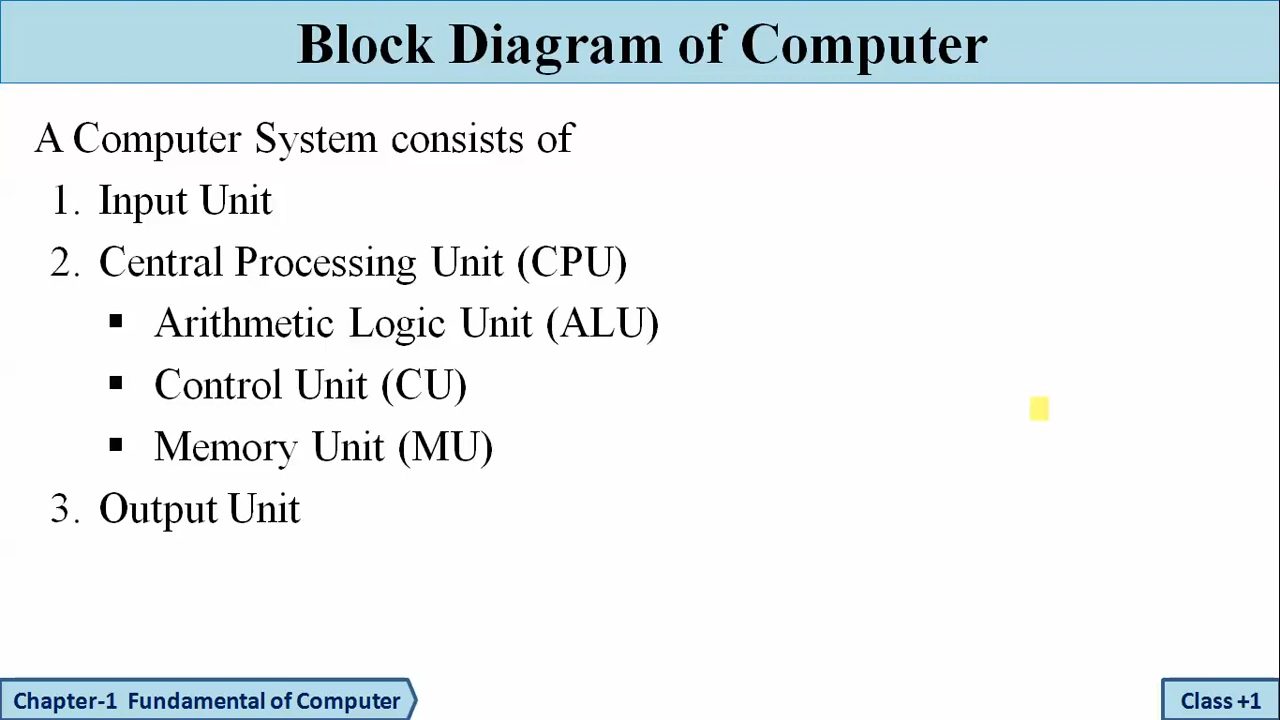 Block Diagram of Computer
A Computer System consists of
1. Input Unit
2. Central Processing Unit (CPU)
▪ Arithmetic Logic Unit (ALU)
▪ Control Unit (CU)
▪ Memory Unit (MU)
3. Output Unit
Chapter-1 Fundamental of Computer
Class +1